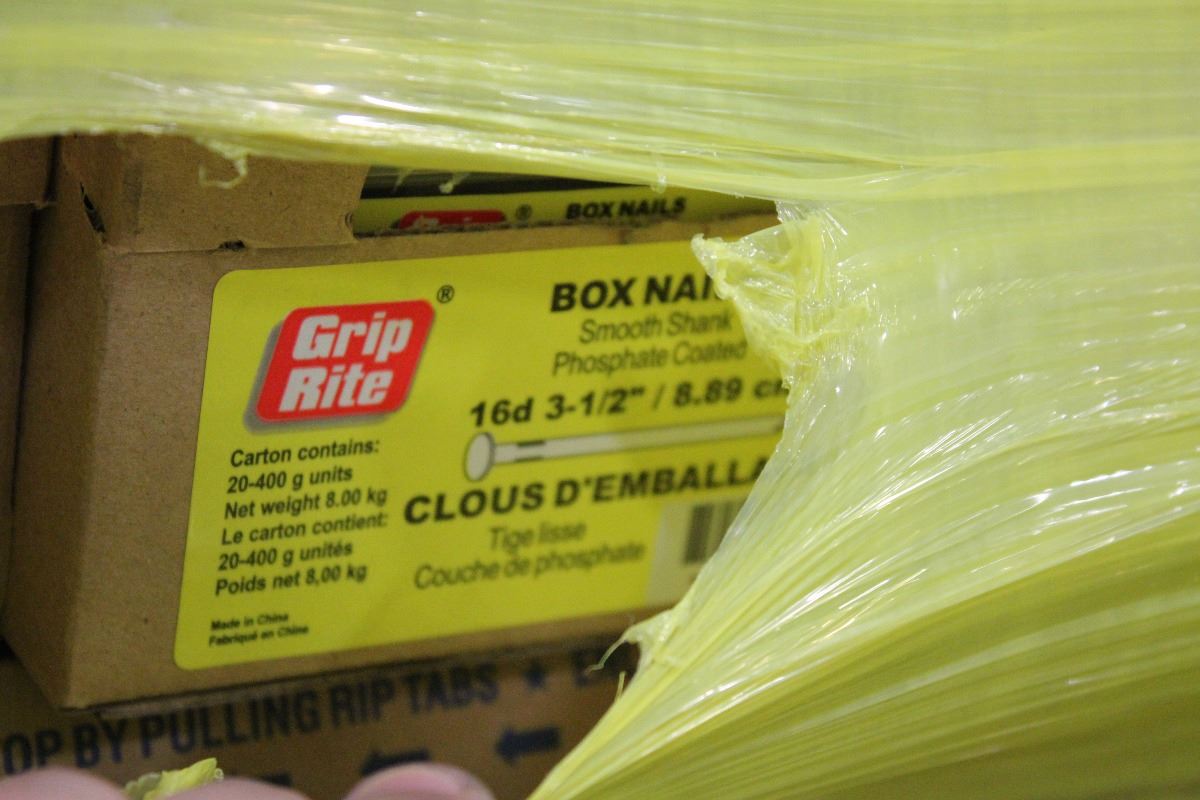 Grip ® BOX NAILS
Grip
Rite
®
BOX NAI
Smooth Shank
Phosphate Coated
16d 3-1/2" / 8.89 c
CLOUS D'EMBALLA
Tige lisse
Couche de phosphate
Carton contains:
20-400 g units
Net weight 8.00 kg
Le carton contient:
20-400 g unités
Poids net 8,00 kg
Made in China
Fabriqué en Chine
OP BY PULLING RIP TABS ★